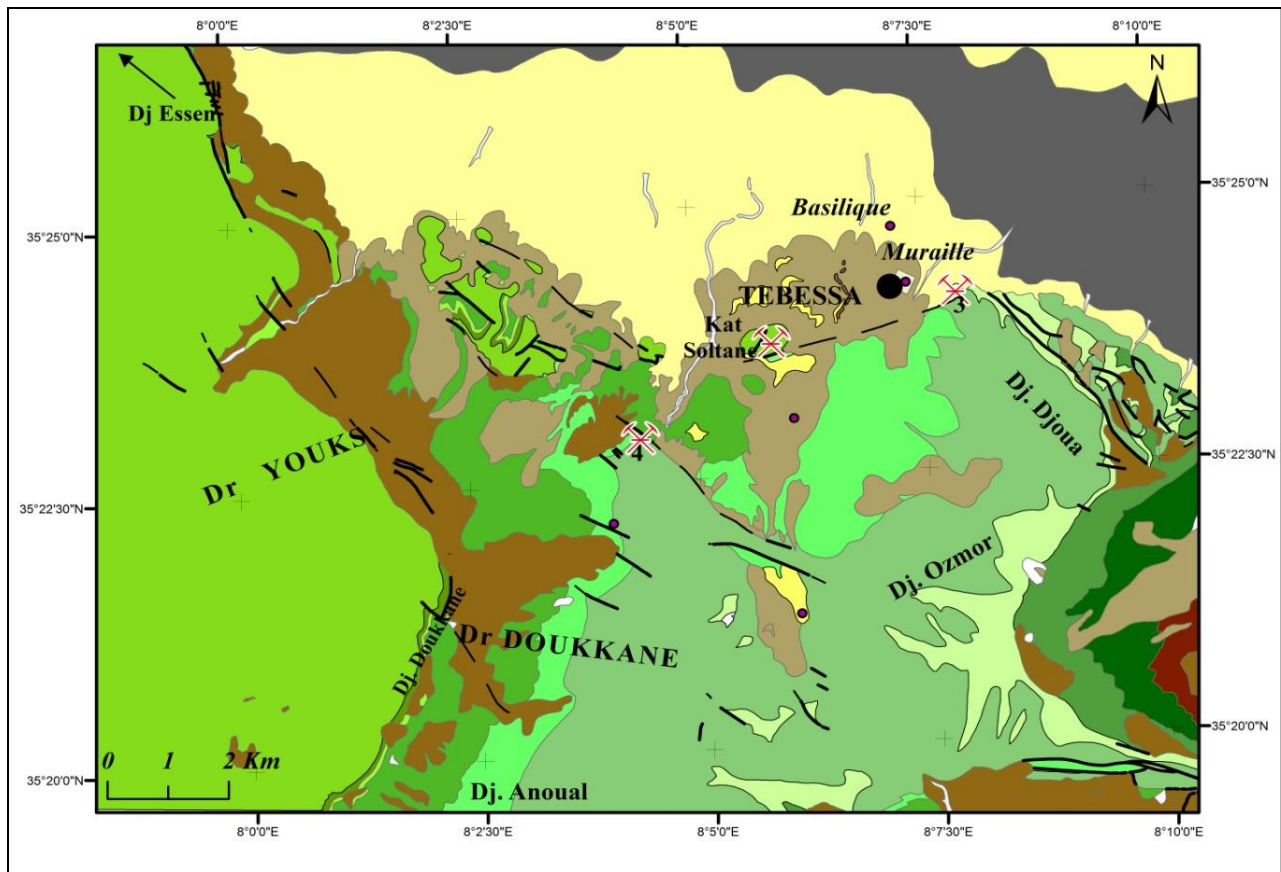 8°0'0"E
8°2'30"E
8°5'0"E
8°7'30"E
8°10'0"E
N
Dj Essen
35°25'0"N
35°25'0"N
Basilique
Muraille
TEBESSA
3
Kat
Soltane
Dj. Djoua
4
Dr YOUKS
35°22'30"N
35°22'30"N
Dj. Ozmor
Dj. Doukkane
Dr DOUKKANE
35°20'0"N
35°20'0"N
0 1 2 Km
Dj. Anoual
8°0'0"E
8°2'30"E
8°5'0"E
8°7'30"E
8°10'0"E